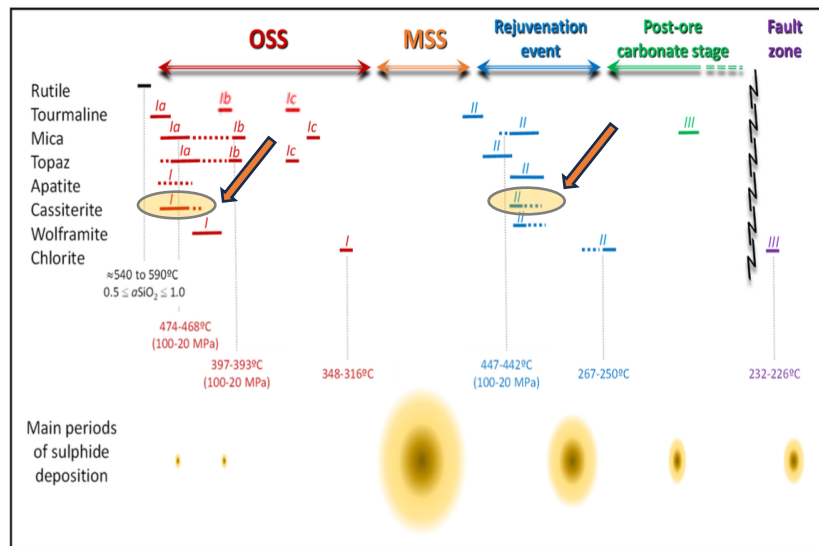 OSS
MSS
Rejuvenation
event
Post-ore
carbonate stage
Fault
zone
Rutile
Tourmaline Ia Ib Ic II
Mica Ia Ib Ic II III
Topaz Ia Ib Ic II
Apatite I II
Cassiterite I II
Wolframite I II
Chlorite I II III
≈540 to 590ºC
0.5 ≤ aSiO₂ ≤ 1.0
474-468ºC
(100-20 MPa)
397-393ºC
(100-20 MPa)
348-316ºC
447-442ºC
(100-20 MPa)
267-250ºC
232-226ºC
Main periods
of sulphide
deposition